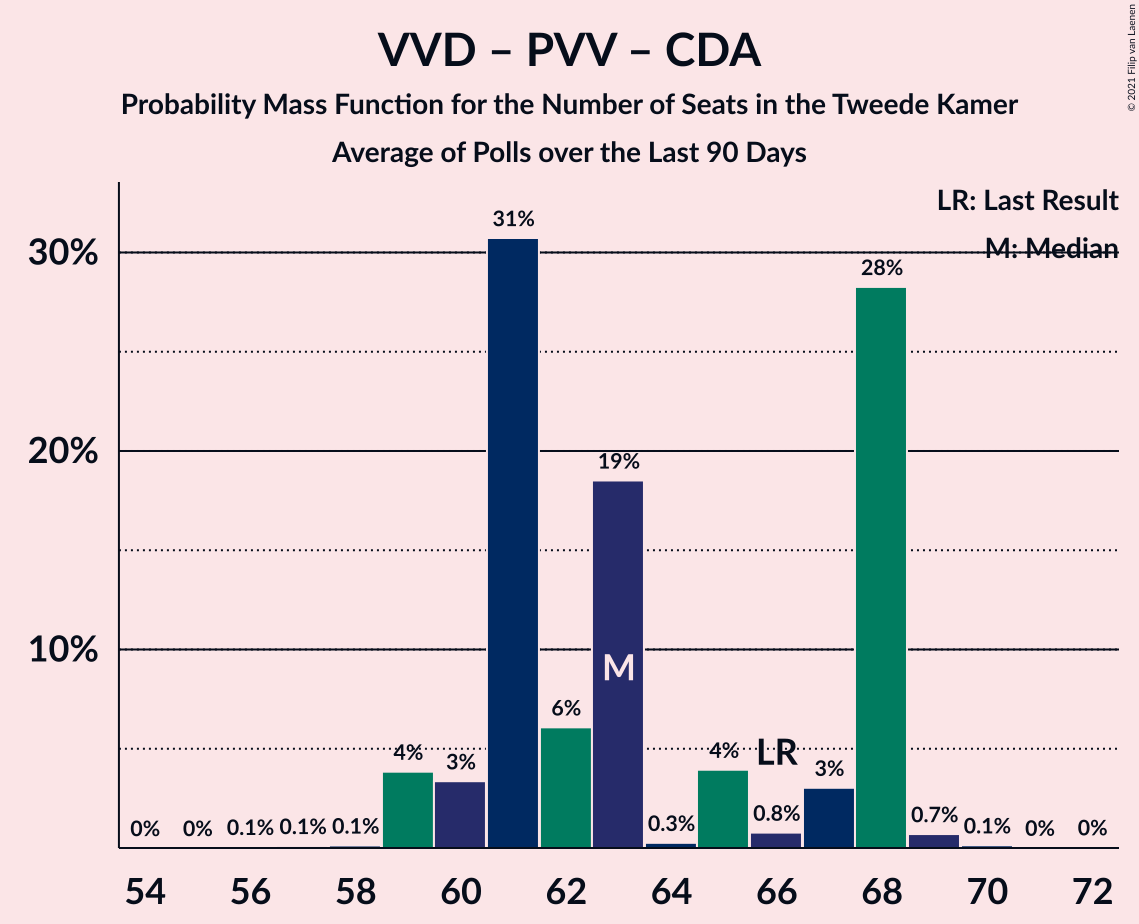 VVD – PVV – CDA
Probability Mass Function for the Number of Seats in the Tweede Kamer
Average of Polls over the Last 90 Days
© 2021 Filip van Laenen
LR: Last Result
M: Median
30%
20%
10%
0% 0% 0.1% 0.1% 0.1% 4% 3% 31% 6% 19% 0.3% 4% 0.8% 3% 28% 0.7% 0.1% 0% 0%
M
LR
54 56 58 60 62 64 66 68 70 72